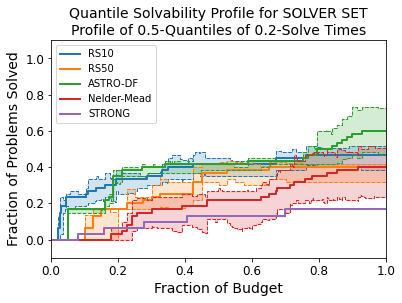 Quantile Solvability Profile for SOLVER SET
Profile of 0.5-Quantiles of 0.2-Solve Times
RS10
RS50
ASTRO-DF
Nelder-Mead
STRONG
Fraction of Problems Solved
1.0
0.8
0.6
0.4
0.2
0.0
0.0 0.2 0.4 0.6 0.8 1.0
Fraction of Budget